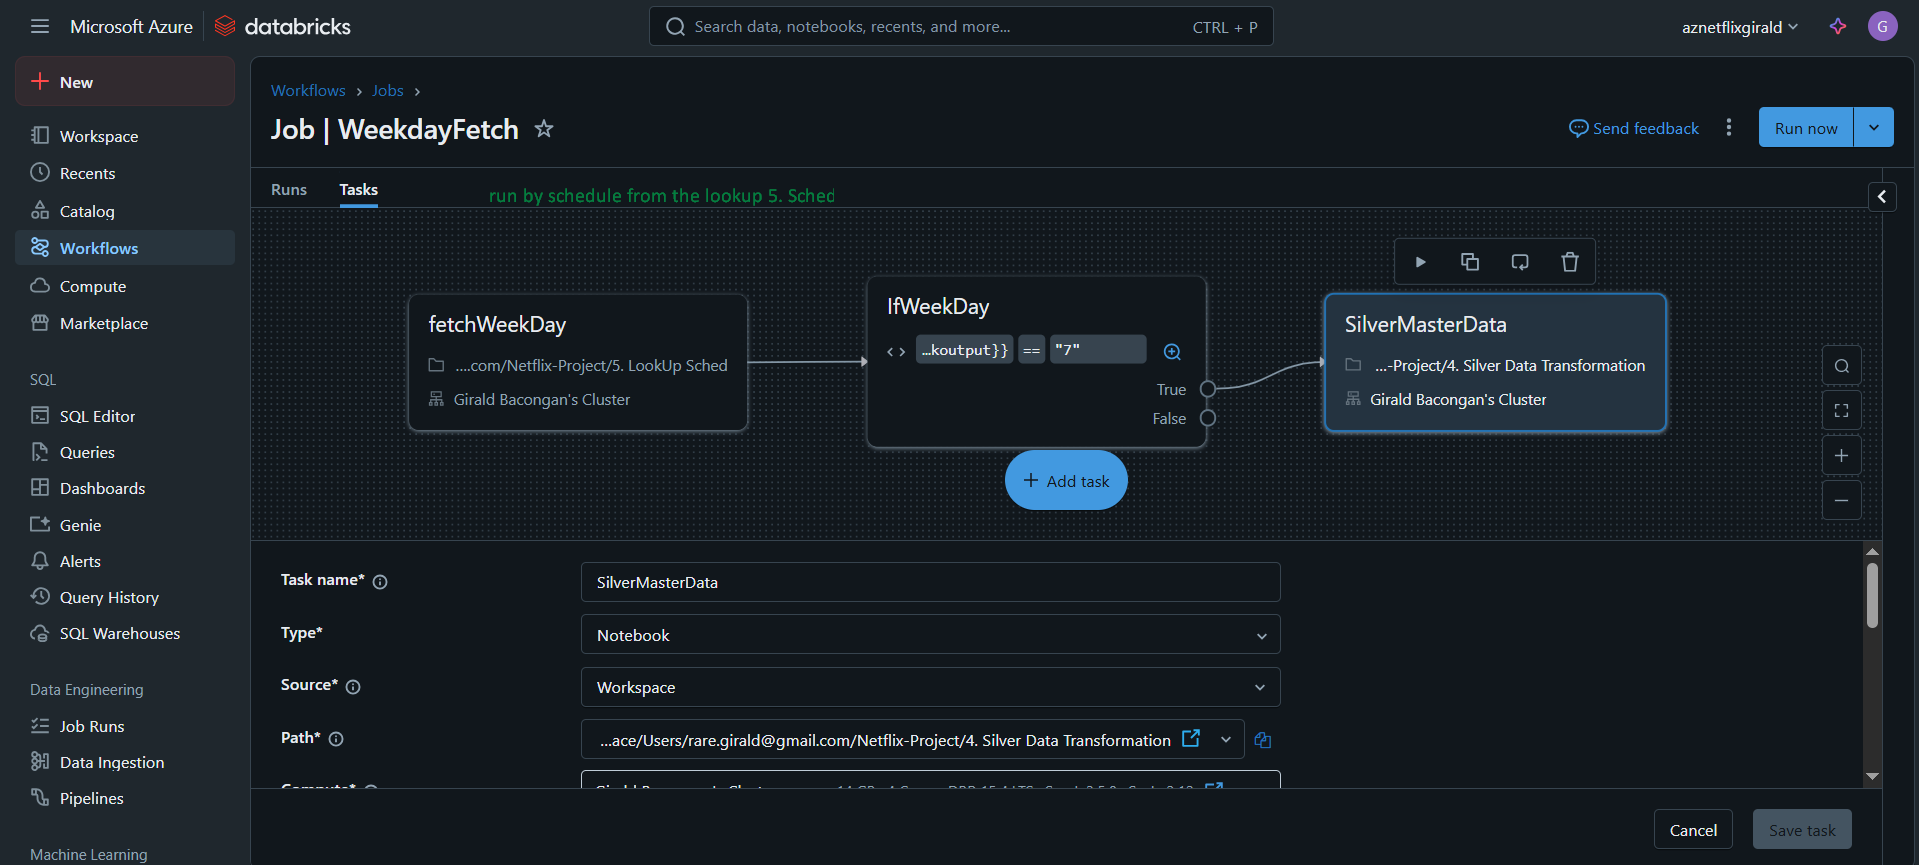 Microsoft Azure
databricks
Search data, notebooks, recents, and more...
CTRL + P
aznetflixgirald
G
New
Workspace
Recents
Catalog
Workflows
Compute
Marketplace
SQL
SQL Editor
Queries
Dashboards
Genie
Alerts
Query History
SQL Warehouses
Data Engineering
Job Runs
Data Ingestion
Pipelines
Machine Learning
Workflows > Jobs >
Job | WeekdayFetch
Send feedback
Run now
Runs
Tasks
run by schedule from the lookup 5. Sched
fetchWeekDay
....com/Netflix-Project/5. LookUp Sched
Girald Bacongan's Cluster
IfWeekDay
<> …koutput}} == "7"
True
False
SilverMasterData
...-Project/4. Silver Data Transformation
Girald Bacongan's Cluster
+ Add task
Task name*
SilverMasterData
Type*
Notebook
Source*
Workspace
Path*
...ace/Users/rare.girald@gmail.com/Netflix-Project/4. Silver Data Transformation
Compute*
Girald Bacongan's Cluster
Cancel
Save task